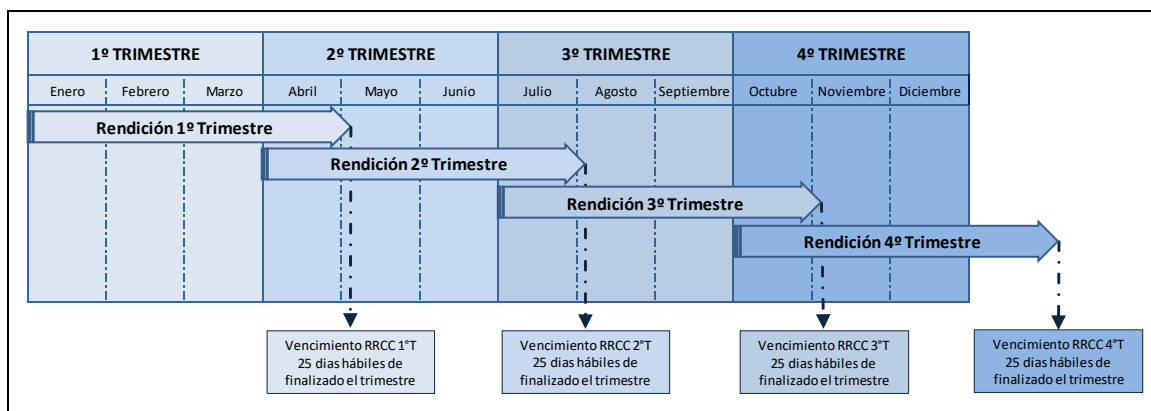 1º TRIMESTRE 2º TRIMESTRE 3º TRIMESTRE 4º TRIMESTRE
Enero Febrero Marzo Abril Mayo Junio Julio Agosto Septiembre Octubre Noviembre Diciembre
Rendición 1º Trimestre
Rendición 2º Trimestre
Rendición 3º Trimestre
Rendición 4º Trimestre
Vencimiento RRCC 1°T
25 dias hábiles de
finalizado el trimestre
Vencimiento RRCC 2°T
25 dias hábiles de
finalizado el trimestre
Vencimiento RRCC 3°T
25 dias hábiles de
finalizado el trimestre
Vencimiento RRCC 4°T
25 dias hábiles de
finalizado el trimestre